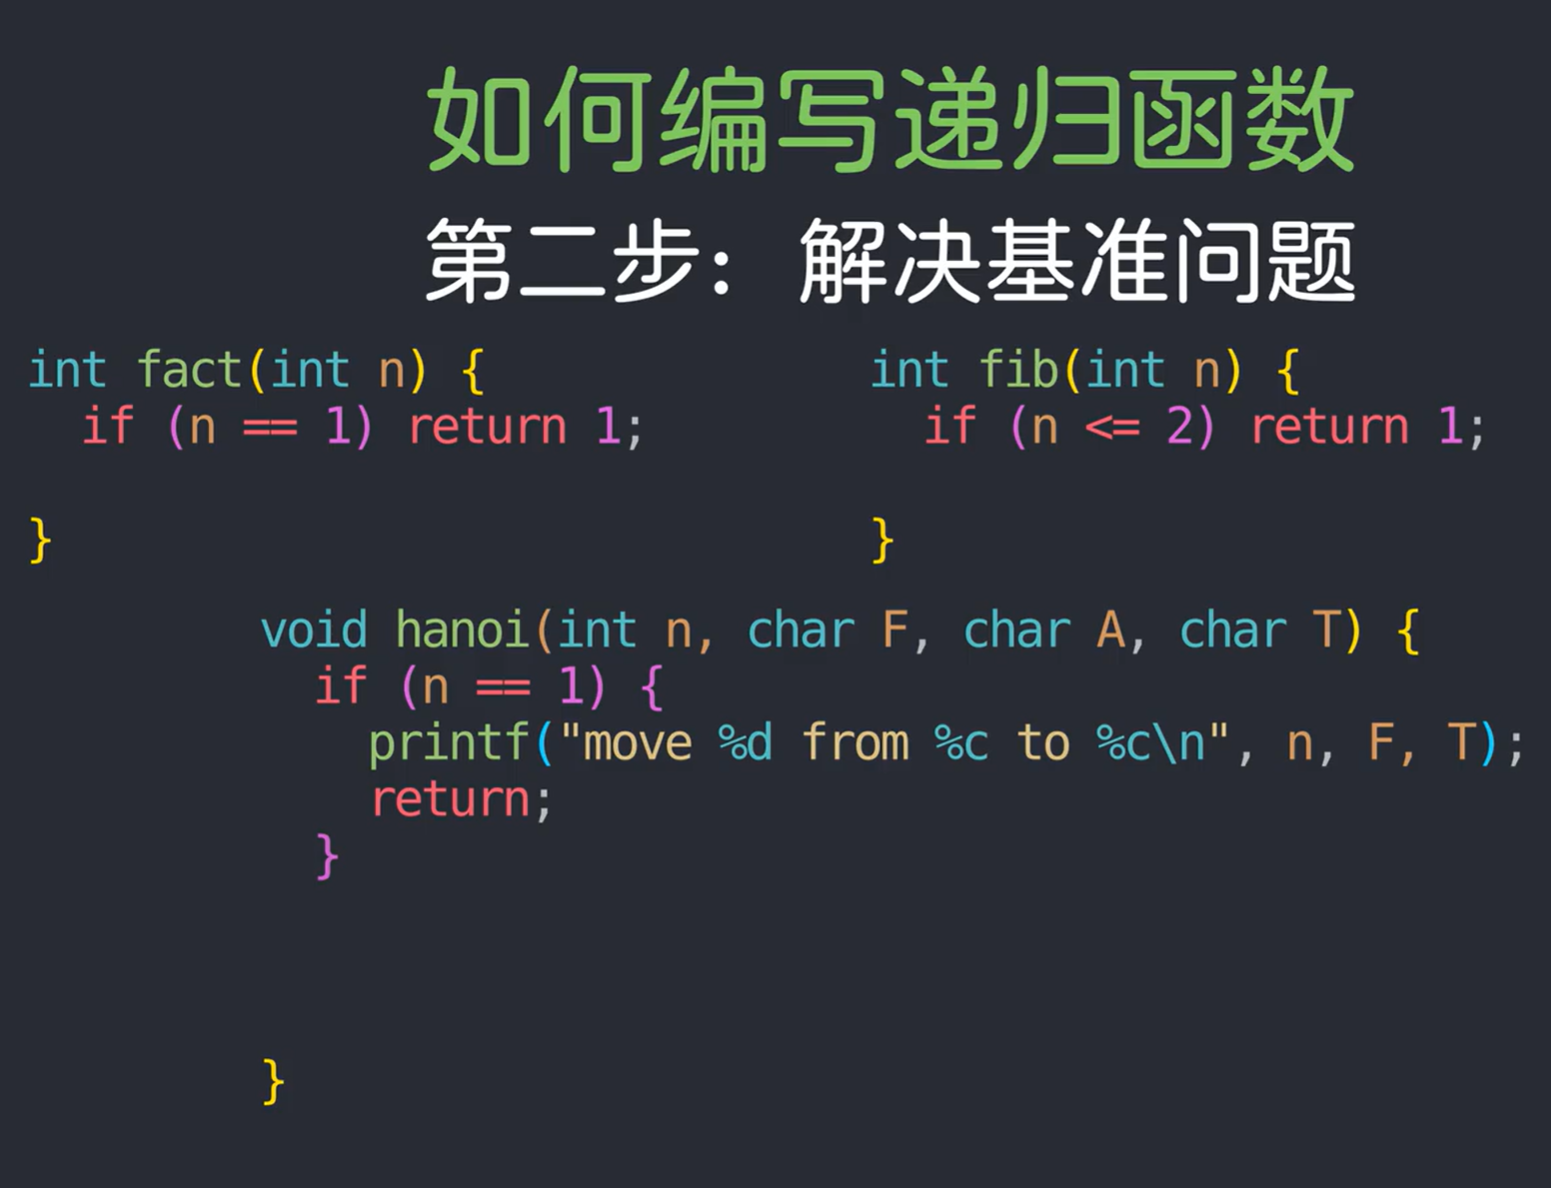 如何编写递归函数
第二步：解决基准问题
int fact(int n) {
  if (n == 1) return 1;
}
int fib(int n) {
  if (n <= 2) return 1;
}
void hanoi(int n, char F, char A, char T) {
  if (n == 1) {
    printf("move %d from %c to %c\n", n, F, T);
    return;
  }
}